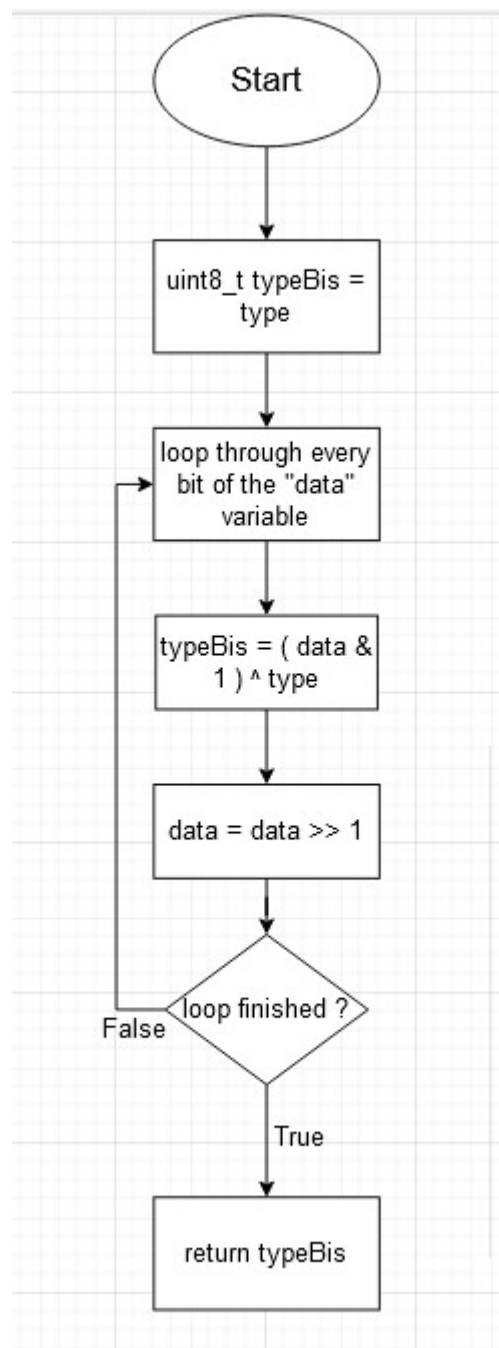 Start
uint8_t typeBis =
type
loop through every
bit of the "data"
variable
typeBis = ( data &
1 ) ^ type
data = data >> 1
loop finished ?
False
True
return typeBis